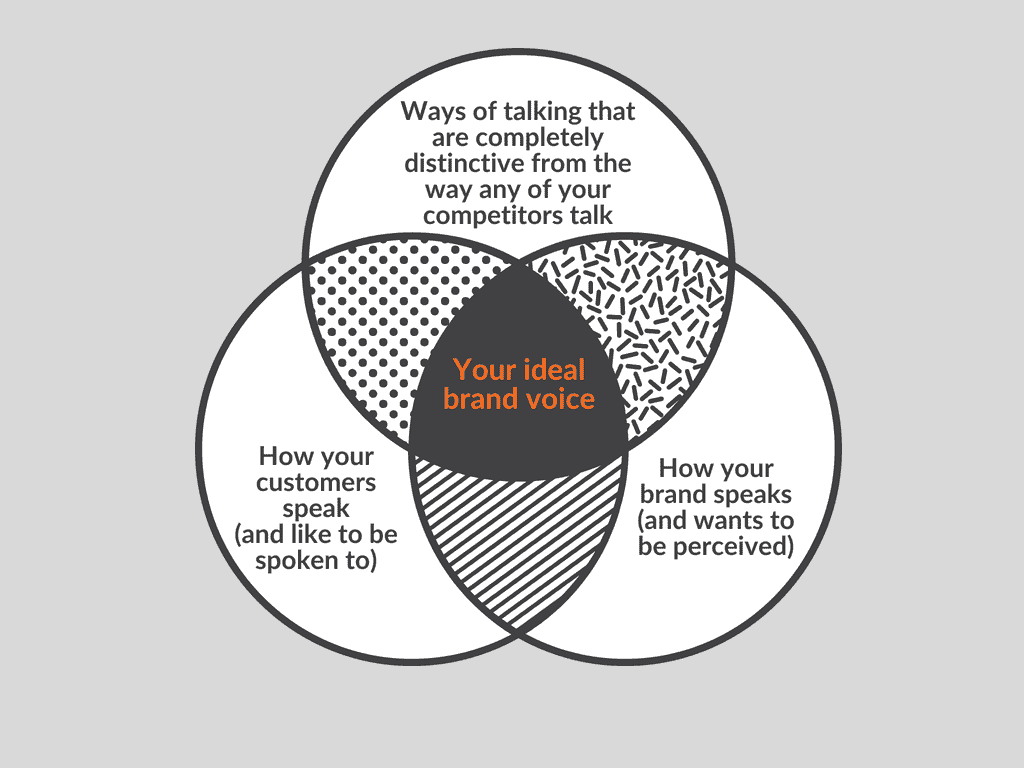 Ways of talking that
are completely
distinctive from the
way any of your
competitors talk
Your ideal
brand voice
How your
customers
speak
(and like to be
spoken to)
How your
brand speaks
(and wants to
be perceived)